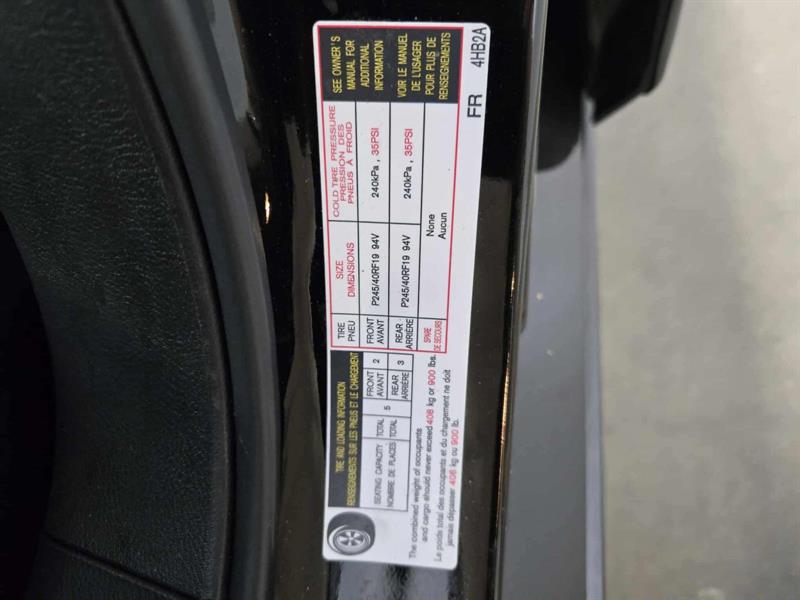 TIRE AND LOADING INFORMATION
RENSEIGNEMENTS SUR LES PNEUS ET LE CHARGEMENT
SEATING CAPACITY
NOMBRE DE PLACES
TOTAL
TOTAL
5
FRONT
AVANT
2
REAR
ARRIÈRE
3
The combined weight of occupants
and cargo should never exceed 408 kg or 900 lbs.
Le poids total des occupants et du chargement ne doit
jamais dépasser 408 kg ou 900 lb.
TIRE
PNEU
SIZE
DIMENSIONS
COLD TIRE PRESSURE
PRESSION DES
PNEUS À FROID
FRONT
AVANT
P245/40RF19 94V
240kPa , 35PSI
REAR
ARRIÈRE
P245/40RF19 94V
240kPa , 35PSI
SPARE
DE SECOURS
None
Aucun
SEE OWNER'S
MANUAL FOR
ADDITIONAL
INFORMATION
VOIR LE MANUEL
DE L'USAGER
POUR PLUS DE
RENSEIGNEMENTS
FR 4HB2A